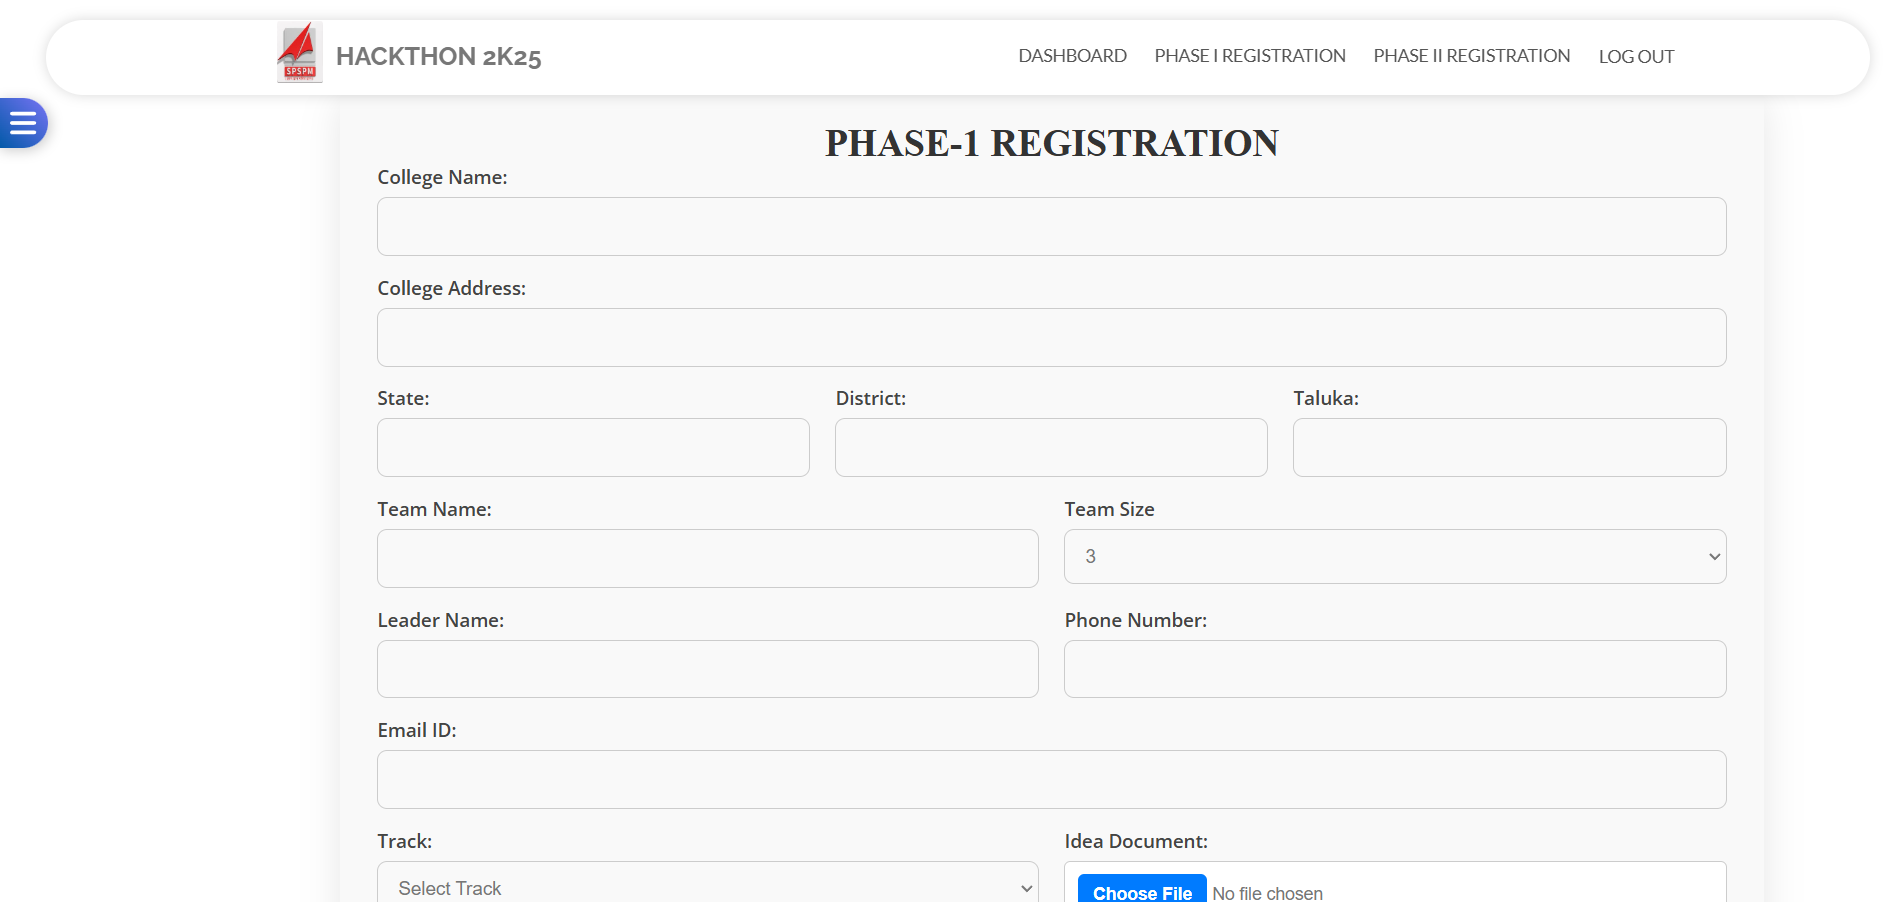 SPSPM
HACKTHON 2K25
DASHBOARD PHASE I REGISTRATION PHASE II REGISTRATION LOG OUT
PHASE-1 REGISTRATION
College Name:
College Address:
State: District: Taluka:
Team Name: Team Size
3
Leader Name: Phone Number:
Email ID:
Track: Idea Document:
Select Track Choose File No file chosen